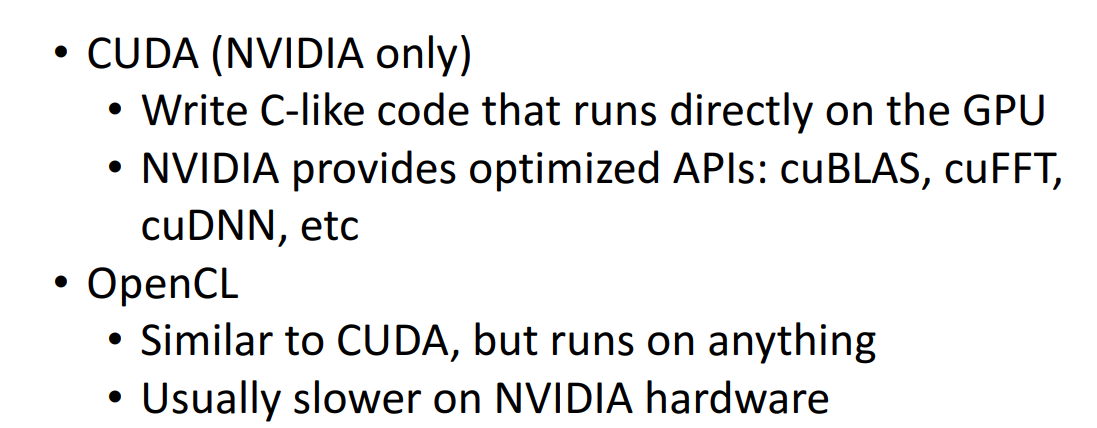 • CUDA (NVIDIA only)
• Write C-like code that runs directly on the GPU
• NVIDIA provides optimized APIs: cuBLAS, cuFFT,
cuDNN, etc
• OpenCL
• Similar to CUDA, but runs on anything
• Usually slower on NVIDIA hardware